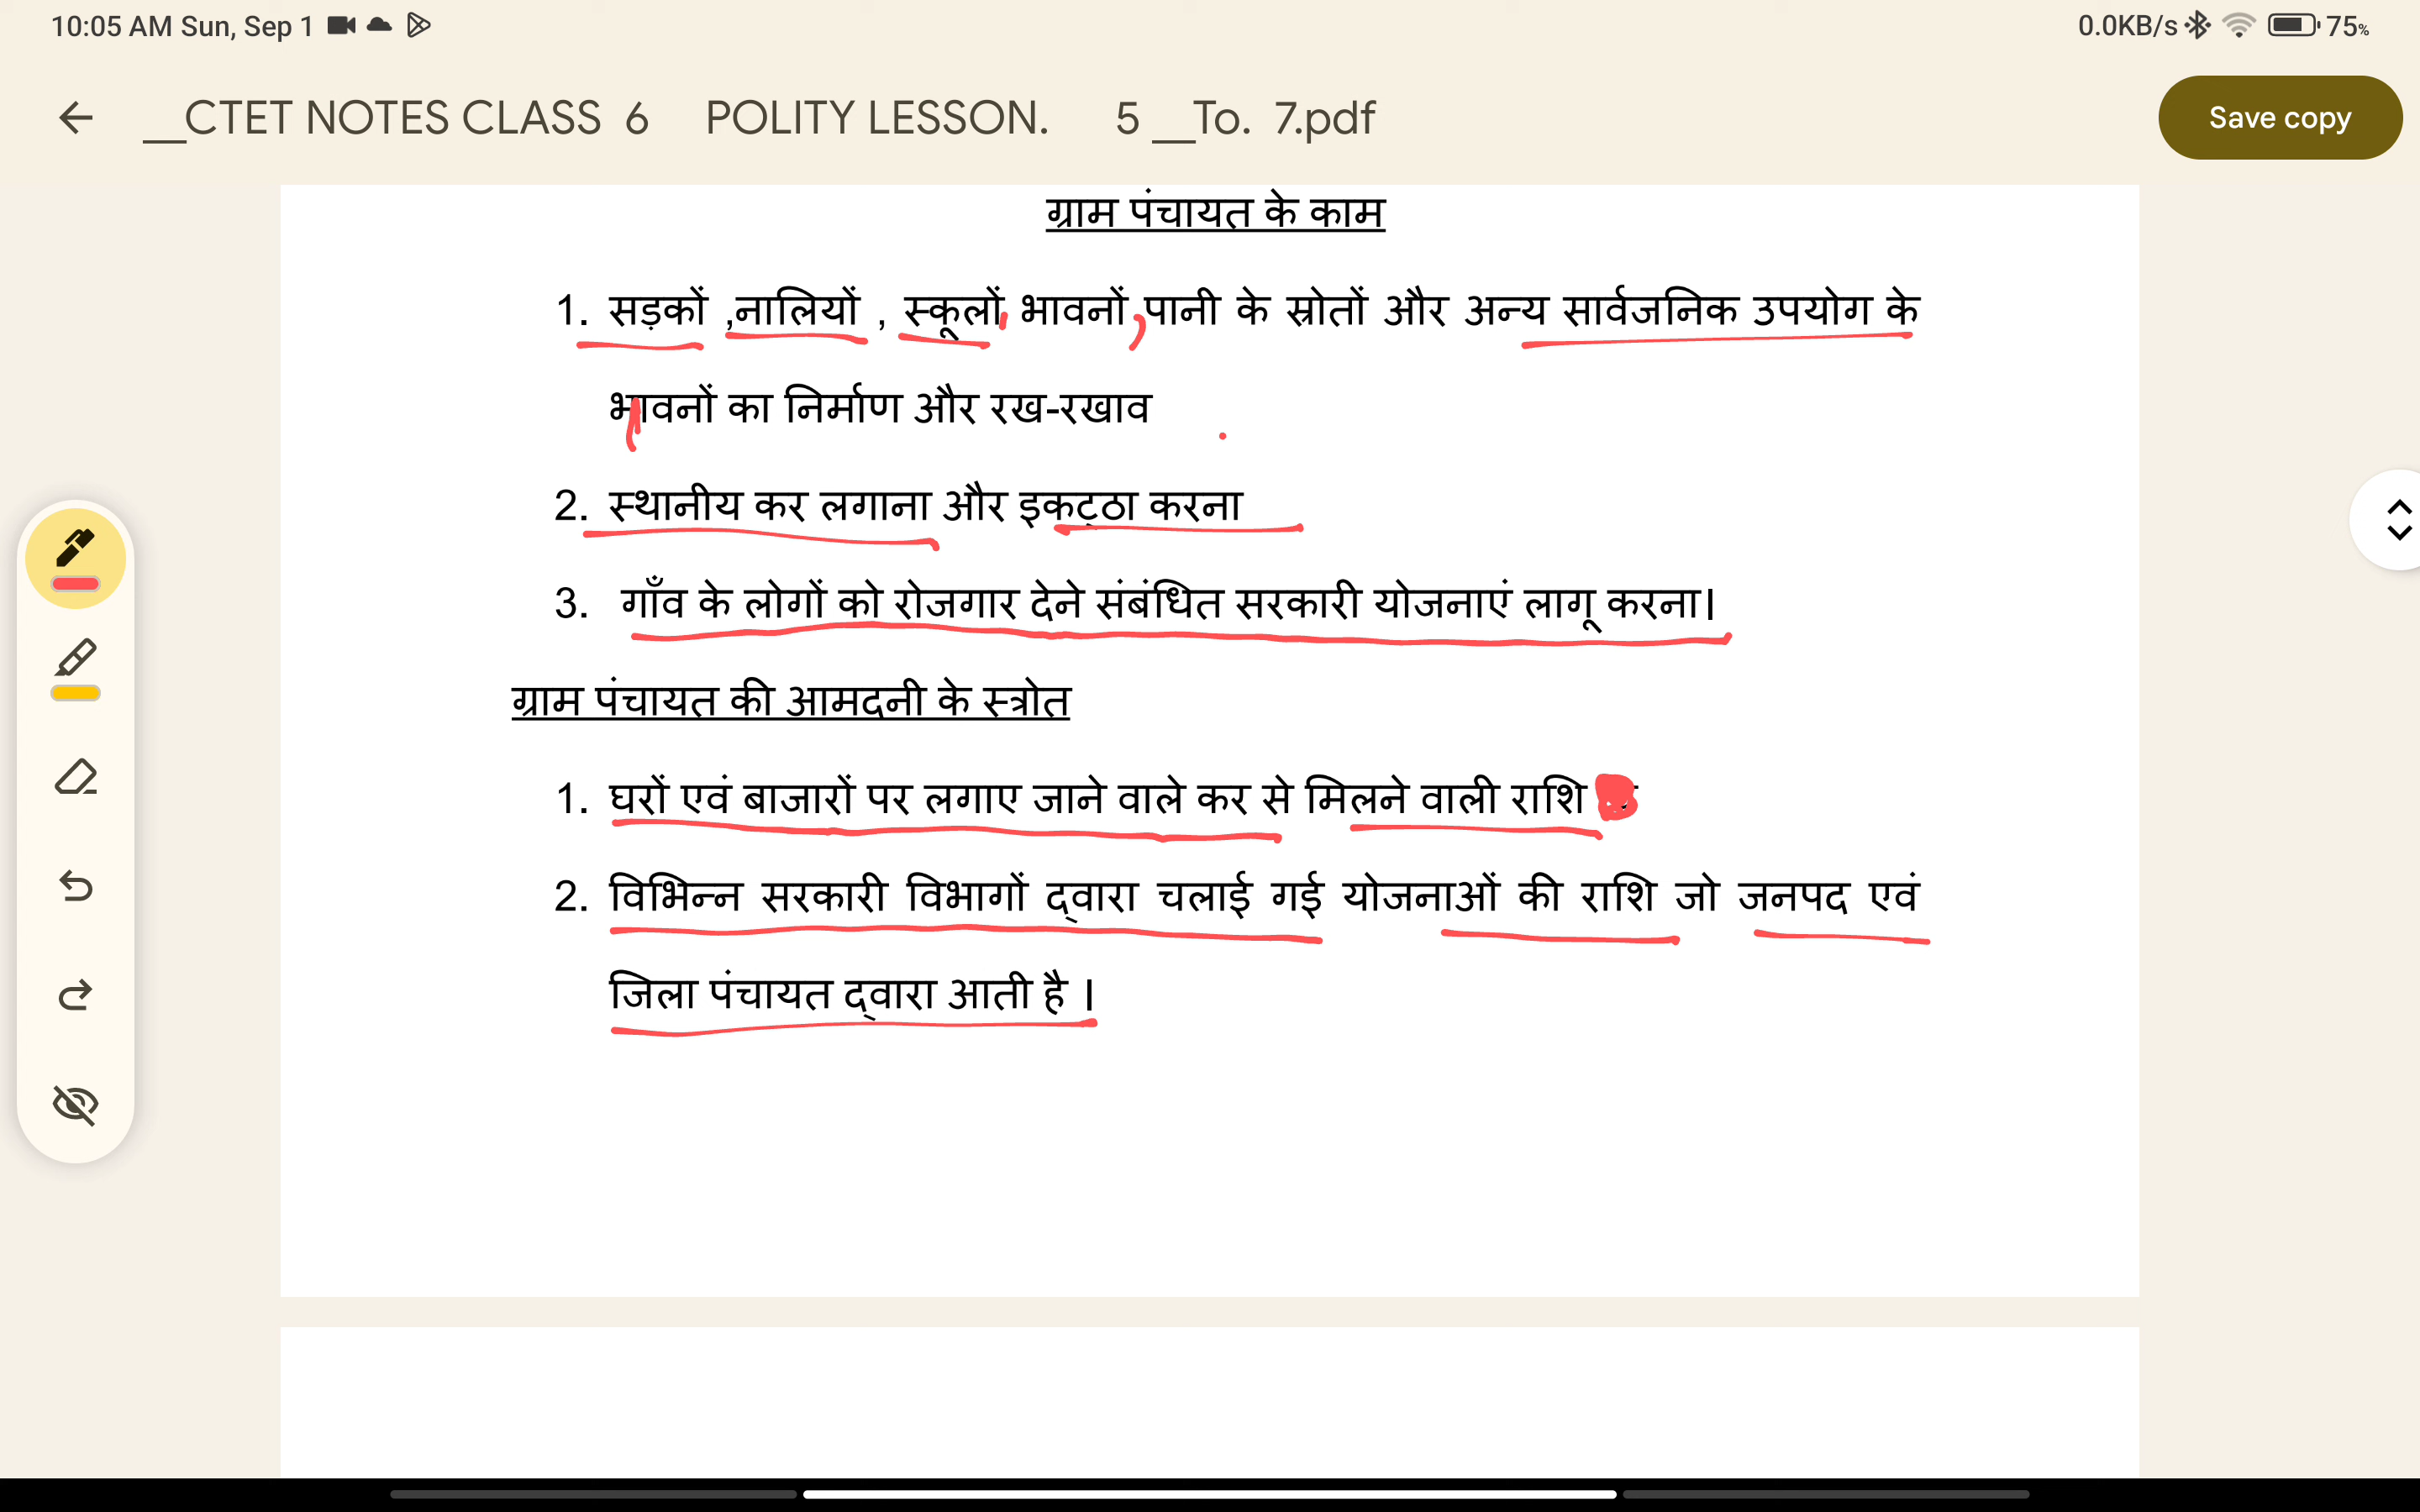 10:05 AM Sun, Sep 1
0.0KB/s 75%
__CTET NOTES CLASS 6 POLITY LESSON. 5 __To. 7.pdf
Save copy
ग्राम पंचायत के काम
1. सड़कों ,नालियों , स्कूलों भावनों,पानी के स्रोतों और अन्य सार्वजनिक उपयोग के
भावनों का निर्माण और रख-रखाव
2. स्थानीय कर लगाना और इकट्ठा करना
3. गाँव के लोगों को रोजगार देने संबंधित सरकारी योजनाएं लागू करना।
ग्राम पंचायत की आमदनी के स्त्रोत
1. घरों एवं बाजारों पर लगाए जाने वाले कर से मिलने वाली राशि
2. विभिन्न सरकारी विभागों द्वारा चलाई गई योजनाओं की राशि जो जनपद एवं
जिला पंचायत द्वारा आती है ।